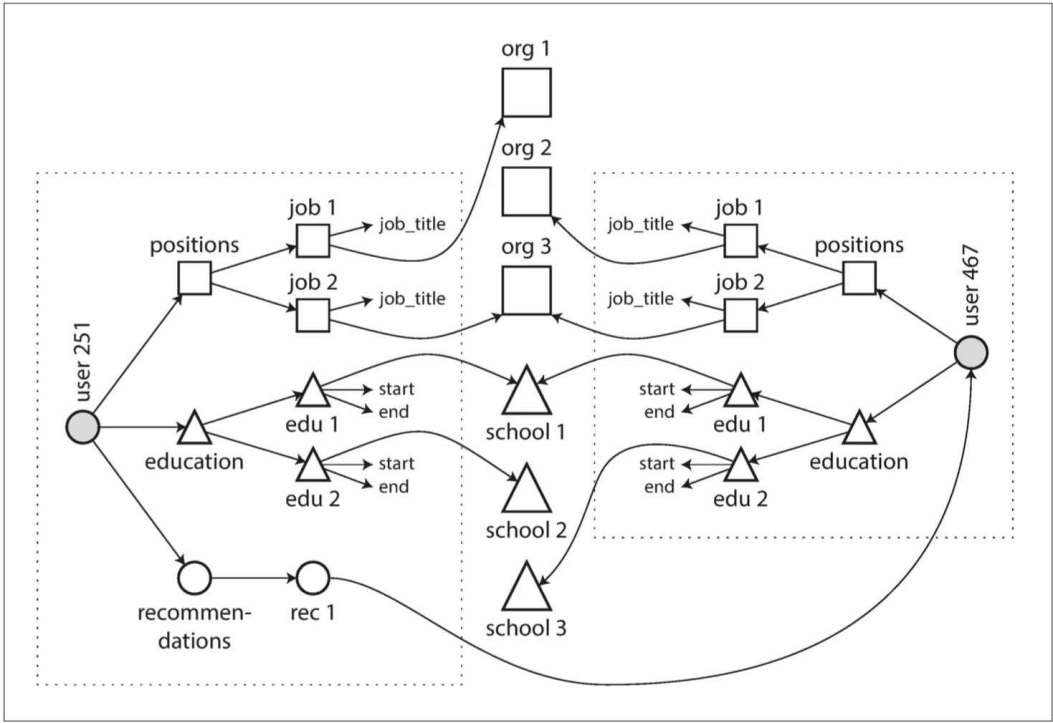 org 1
org 2
org 3
user 251
positions
job 1
job_title
job 2
job_title
education
edu 1
start
end
edu 2
start
end
recommen-
dations
rec 1
school 1
school 2
school 3
job 1
job_title
job 2
job_title
positions
user 467
start
end
edu 1
start
end
edu 2
education